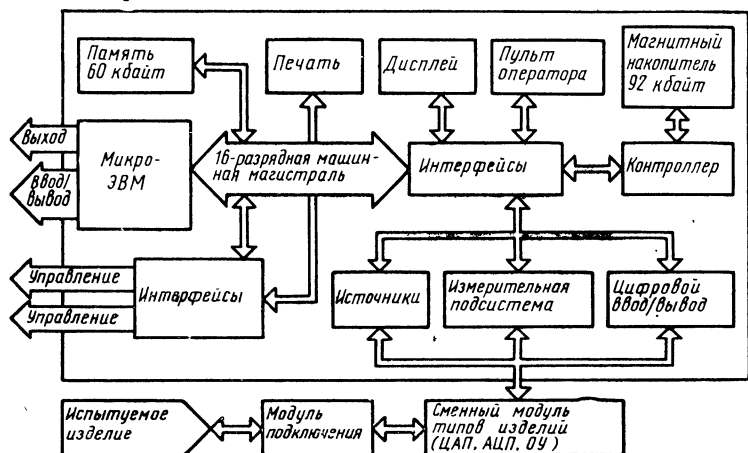 Память
60 кбайт
Печать
Дисплей
Пульт
оператора
Магнитный
накопитель
92 кбайт
Выход
Ввод/
вывод
Микро-
ЭВМ
16-разрядная машин-
ная магистраль
Интерфейсы
Контроллер
Управление
Управление
Интерфейсы
Источники
Измерительная
подсистема
Цифровой
ввод/вывод
Испытуемое
изделие
Модуль
подключения
Сменный модуль
типов изделий
(ЦАП, АЦП, ОУ)